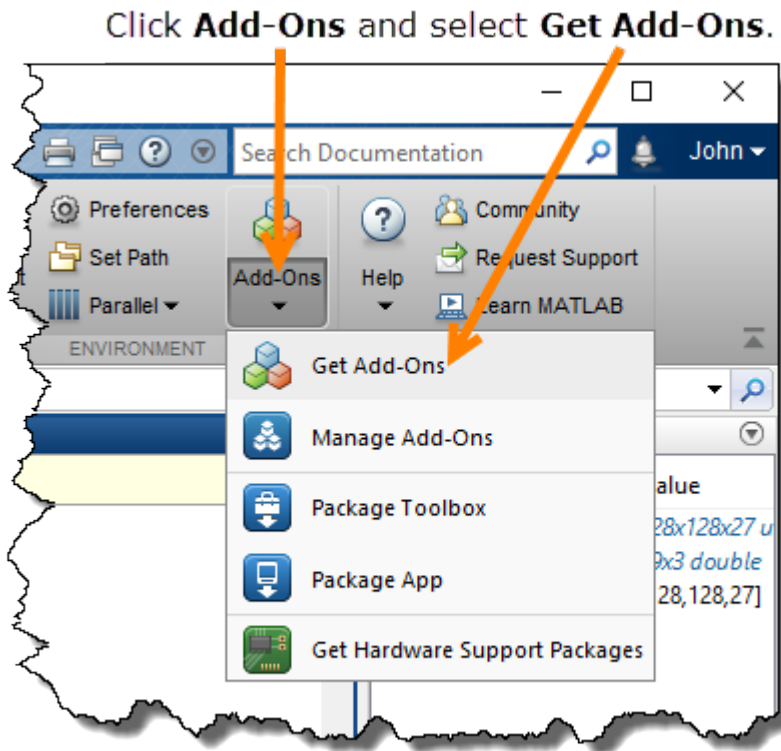 Click Add-Ons and select Get Add-Ons.
Search Documentation
John
Preferences
Set Path
Parallel
Add-Ons
Help
Community
Request Support
Learn MATLAB
ENVIRONMENT
Get Add-Ons
Manage Add-Ons
Package Toolbox
Package App
Get Hardware Support Packages
alue
28x128x27 u
9x3 double
28,128,27]